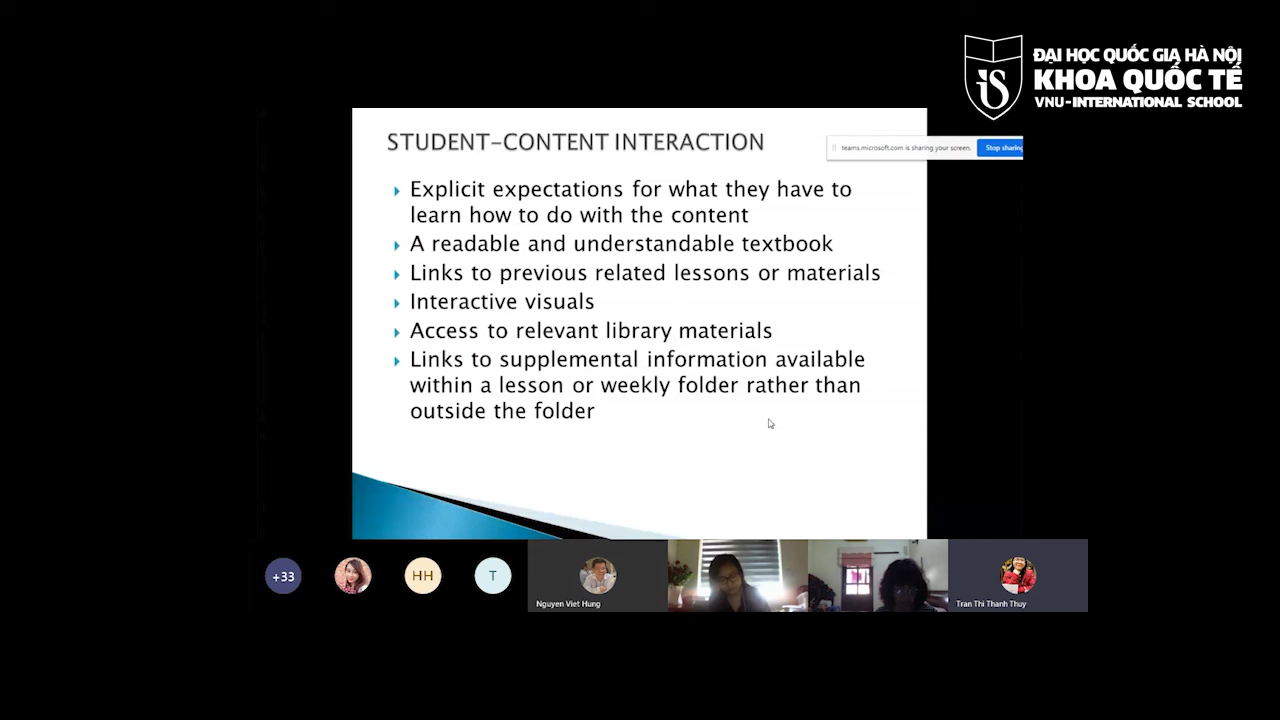 ĐẠI HỌC QUỐC GIA HÀ NỘI
KHOA QUỐC TẾ
VNU-INTERNATIONAL SCHOOL
iS
STUDENT-CONTENT INTERACTION
teams.microsoft.com is sharing your screen.
Stop sharing
Explicit expectations for what they have to
learn how to do with the content
A readable and understandable textbook
Links to previous related lessons or materials
Interactive visuals
Access to relevant library materials
Links to supplemental information available
within a lesson or weekly folder rather than
outside the folder
+33
HH
T
Nguyen Viet Hung
Tran Thi Thanh Thuy